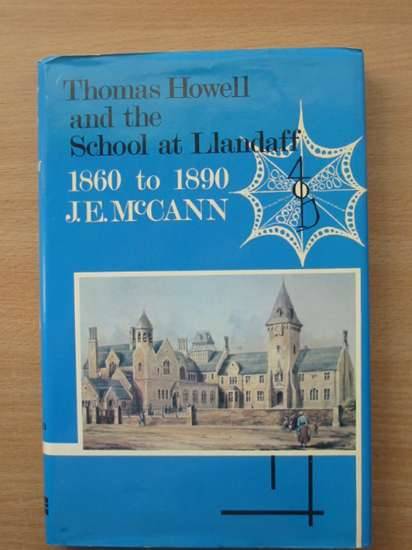 Thomas Howell
and the
School at Llandaff
1860 to 1890
J.E. McCANN